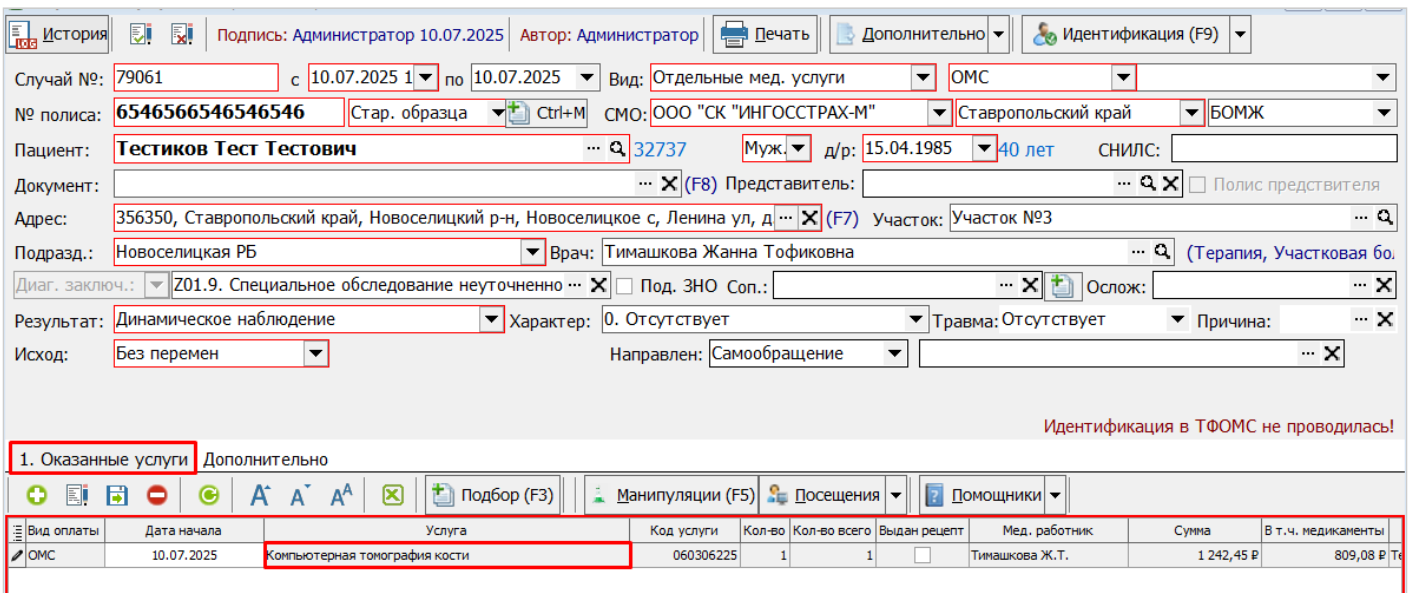 История Подпись: Администратор 10.07.2025 Автор: Администратор Печать Дополнительно Идентификация (F9)
Случай №: 79061 с 10.07.2025 1 по 10.07.2025 Вид: Отдельные мед. услуги ОМС
№ полиса: 6546566546546546 Стар. образца Ctrl+M СМО: ООО "СК "ИНГОССТРАХ-М" Ставропольский край БОМЖ
Пациент: Тестиков Тест Тестович ... 32737 Муж. д/р: 15.04.1985 40 лет СНИЛС:
Документ: ... (F8) Представитель: ... Полис предствителя
Адрес: 356350, Ставропольский край, Новоселицкий р-н, Новоселицкое с, Ленина ул, д ... (F7) Участок: Участок №3 ...
Подразд.: Новоселицкая РБ Врач: Тимашкова Жанна Тофиковна ... (Терапия, Участковая бо
Диаг. заключ.: Z01.9. Специальное обследование неуточненно ... Под. ЗНО Соп.: ... Ослож: ...
Результат: Динамическое наблюдение Характер: 0. Отсутствует Травма: Отсутствует Причина: ...
Исход: Без перемен Направлен: Самообращение ...
Идентификация в ТФОМС не проводилась!
1. Оказанные услуги Дополнительно
Подбор (F3) Манипуляции (F5) Посещения Помощники
Вид оплаты Дата начала Услуга Код услуги Кол-во Кол-во всего Выдан рецепт Мед. работник Сумма В т.ч. медикаменты
ОМС 10.07.2025 Компьютерная томография кости 060306225 1 1 Тимашкова Ж.Т. 1 242,45 ₽ 809,08 ₽ Те